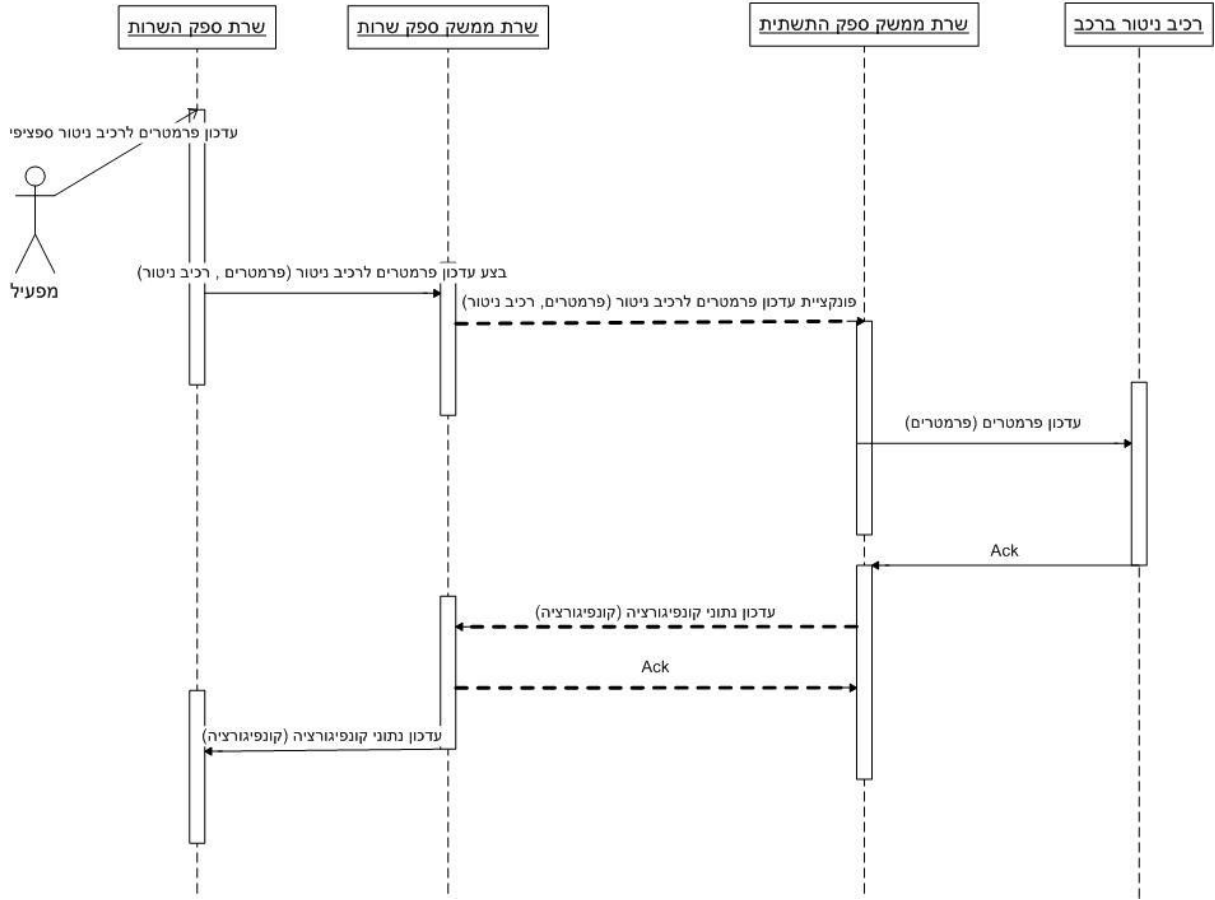 שרת ספק השרות
שרת ממשק ספק שרות
שרת ממשק ספק התשתית
רכיב ניטור ברכב
עדכון פרמטרים לרכיב ניטור ספציפי
מפעיל
בצע עדכון פרמטרים לרכיב ניטור (פרמטרים , רכיב ניטור)
פונקציית עדכון פרמטרים לרכיב ניטור (פרמטרים, רכיב ניטור)
עדכון פרמטרים (פרמטרים)
Ack
עדכון נתוני קונפיגורציה (קונפיגורציה)
Ack
עדכון נתוני קונפיגורציה (קונפיגורציה)